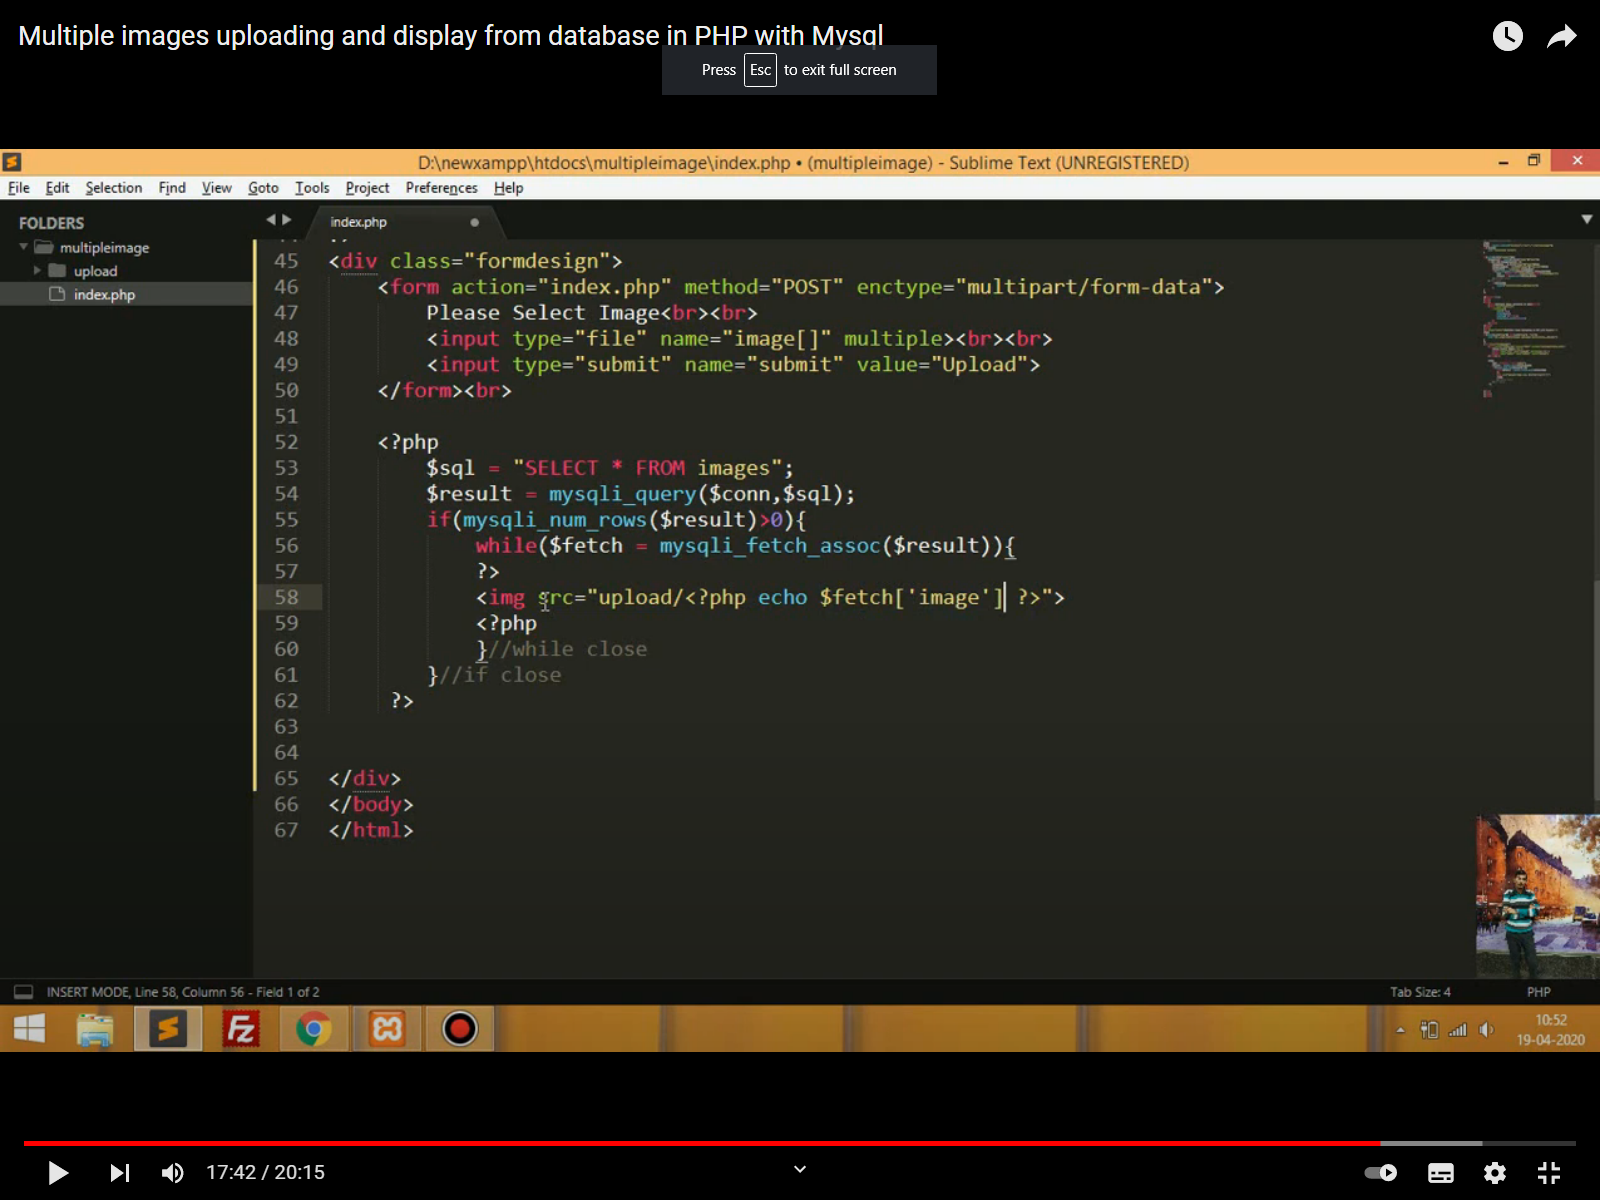 Multiple images uploading and display from database in PHP with Mysql
Press Esc to exit full screen
D:\newxampp\htdocs\multipleimage\index.php • (multipleimage) - Sublime Text (UNREGISTERED)
File Edit Selection Find View Goto Tools Project Preferences Help
FOLDERS
multipleimage
upload
index.php
index.php
45 <div class="formdesign">
46 <form action="index.php" method="POST" enctype="multipart/form-data">
47 Please Select Image<br><br>
48 <input type="file" name="image[]" multiple><br><br>
49 <input type="submit" name="submit" value="Upload">
50 </form><br>
51
52 <?php
53 $sql = "SELECT * FROM images";
54 $result = mysqli_query($conn,$sql);
55 if(mysqli_num_rows($result)>0){
56 while($fetch = mysqli_fetch_assoc($result)){
57 ?>
58 <img src="upload/<?php echo $fetch['image'] ?>">
59 <?php
60 }//while close
61 }//if close
62 ?>
63
64
65 </div>
66 </body>
67 </html>
INSERT MODE, Line 58, Column 56 - Field 1 of 2
Tab Size: 4 PHP
10:52
19-04-2020
17:42 / 20:15